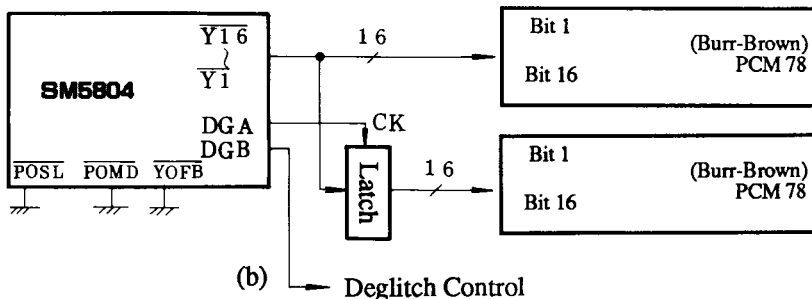 Y16
~
Y1
SM5804
DGA
DGB
POSL POMD YOFB
16
CK
Latch
16
Bit 1
Bit 16
(Burr-Brown)
PCM 78
Bit 1
Bit 16
(Burr-Brown)
PCM 78
(b)
Deglitch Control